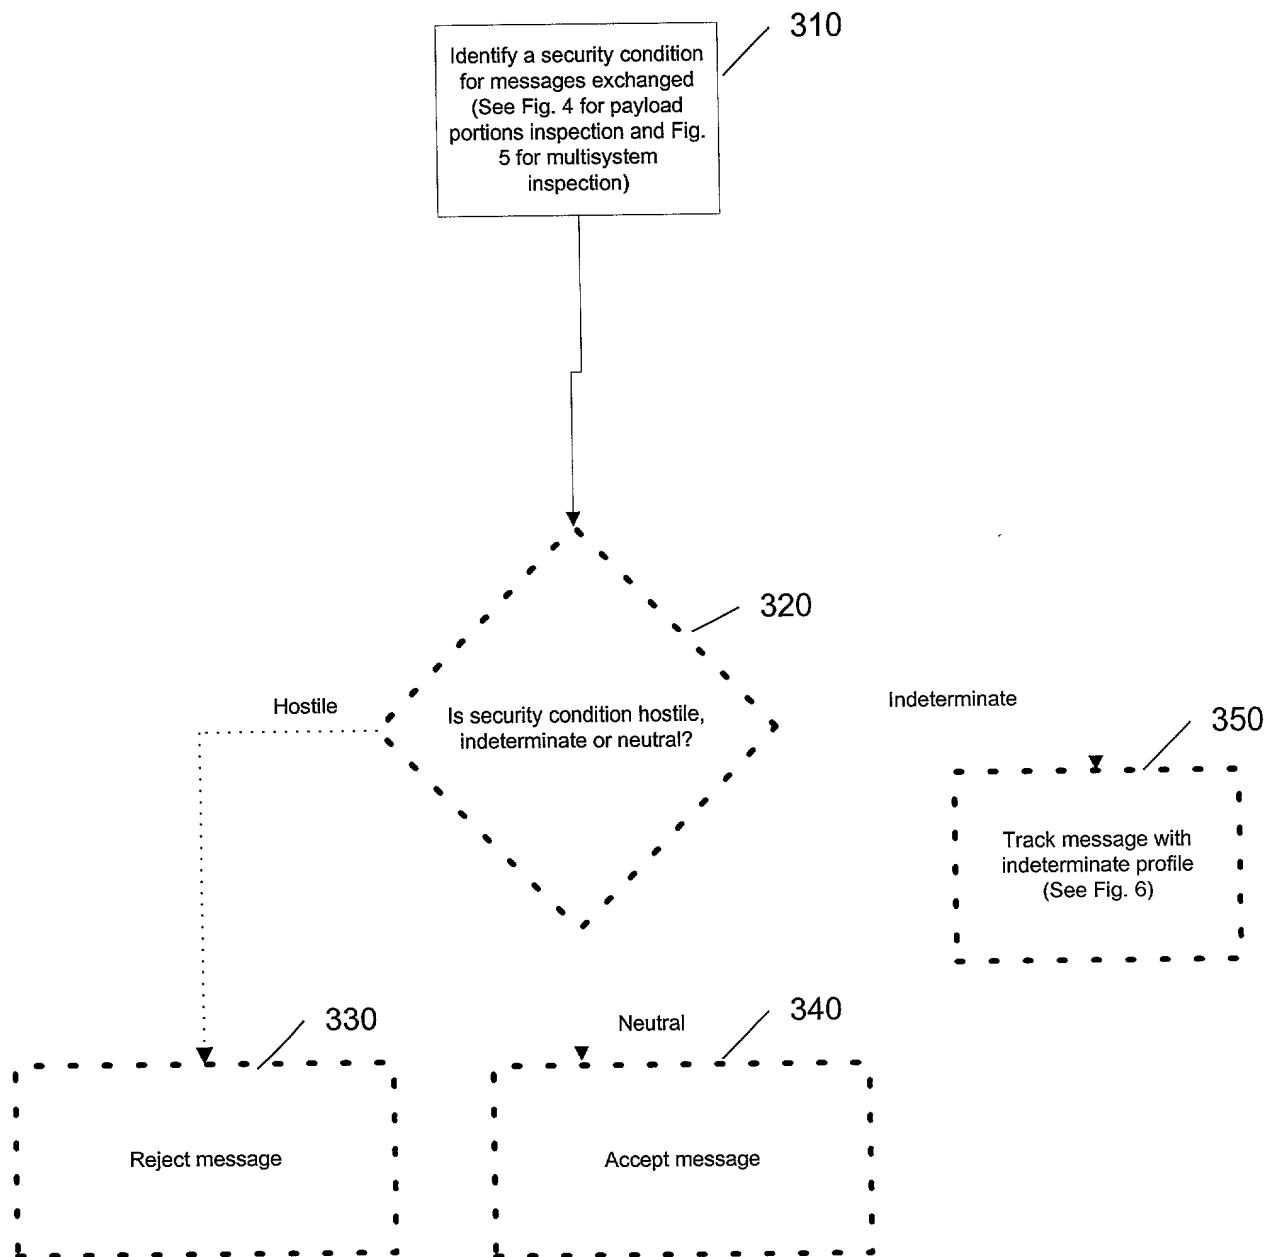 310
Identify a security condition
for messages exchanged
(See Fig. 4 for payload
portions inspection and Fig.
5 for multisystem
inspection)
320
Hostile
Is security condition hostile,
indeterminate or neutral?
Indeterminate
350
Track message with
indeterminate profile
(See Fig. 6)
330
Neutral
340
Reject message
Accept message